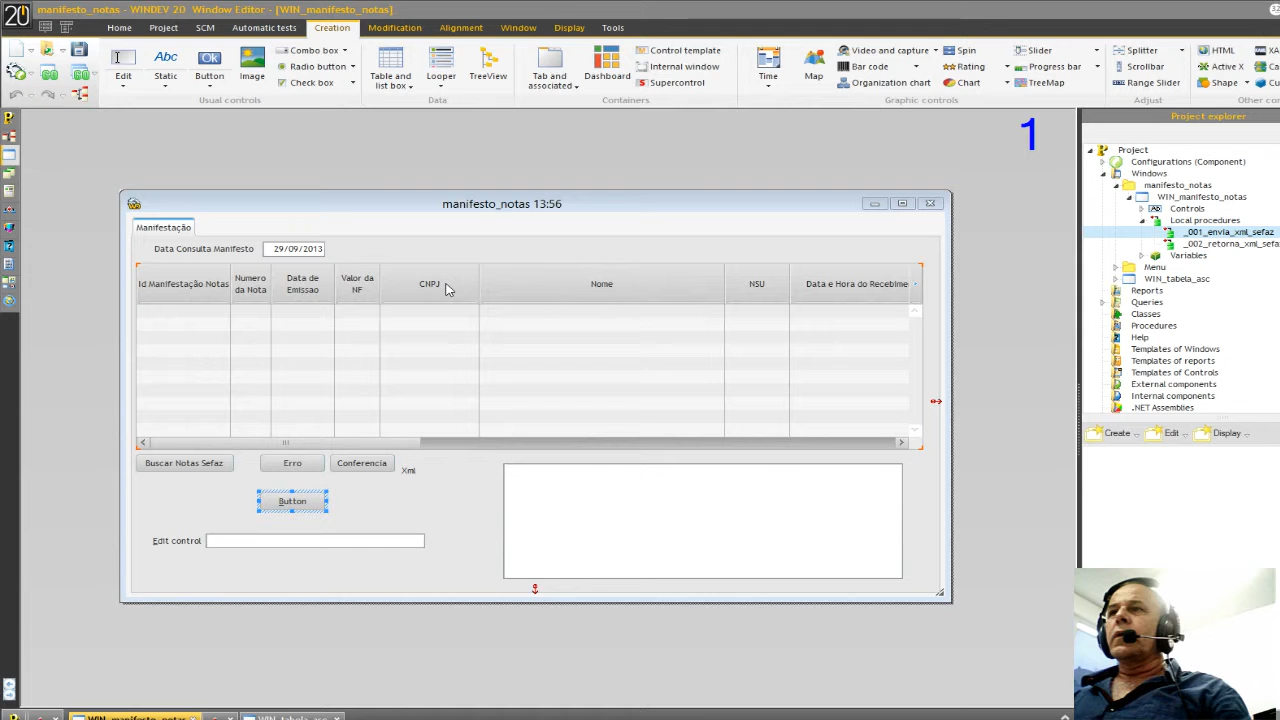 manifesto_notas - WINDEV 20 Window Editor - [WIN_manifesto_notas]
20
Home Project SCM Automatic tests Creation Modification Alignment Window Display Tools
Edit Abc Static Ok Button Image Combo box Radio button Check box Table and list box Looper TreeView Tab and associated Dashboard Control template Internal window Supercontrol Time Map Video and capture Bar code Organization chart Spin Rating Chart Slider Progress bar TreeMap Splitter Scrollbar Range Slider HTML Active X Shape
Usual controls Data Containers Graphic controls Adjust Other
1
Project explorer
Project
Configurations (Component)
Windows
manifesto_notas
WIN_manifesto_notas
Controls
Local procedures
_001_envia_xml_sefaz
_002_retorna_xml_sefaz
Variables
Menu
WIN_tabela_asc
Reports
Queries
Classes
Procedures
Help
Templates of Windows
Templates of reports
Templates of Controls
External components
Internal components
.NET Assemblies
Create Edit Display
manifesto_notas 13:56
Manifestação
Data Consulta Manifesto 29/09/2013
Id Manifestação Notas Numero da Nota Data de Emissao Valor da NF CNPJ Nome NSU Data e Hora do Recebime
Buscar Notas Sefaz Erro Conferencia Xml
Button
Edit control
WIN_manifesto_notas WIN_tabela_asc